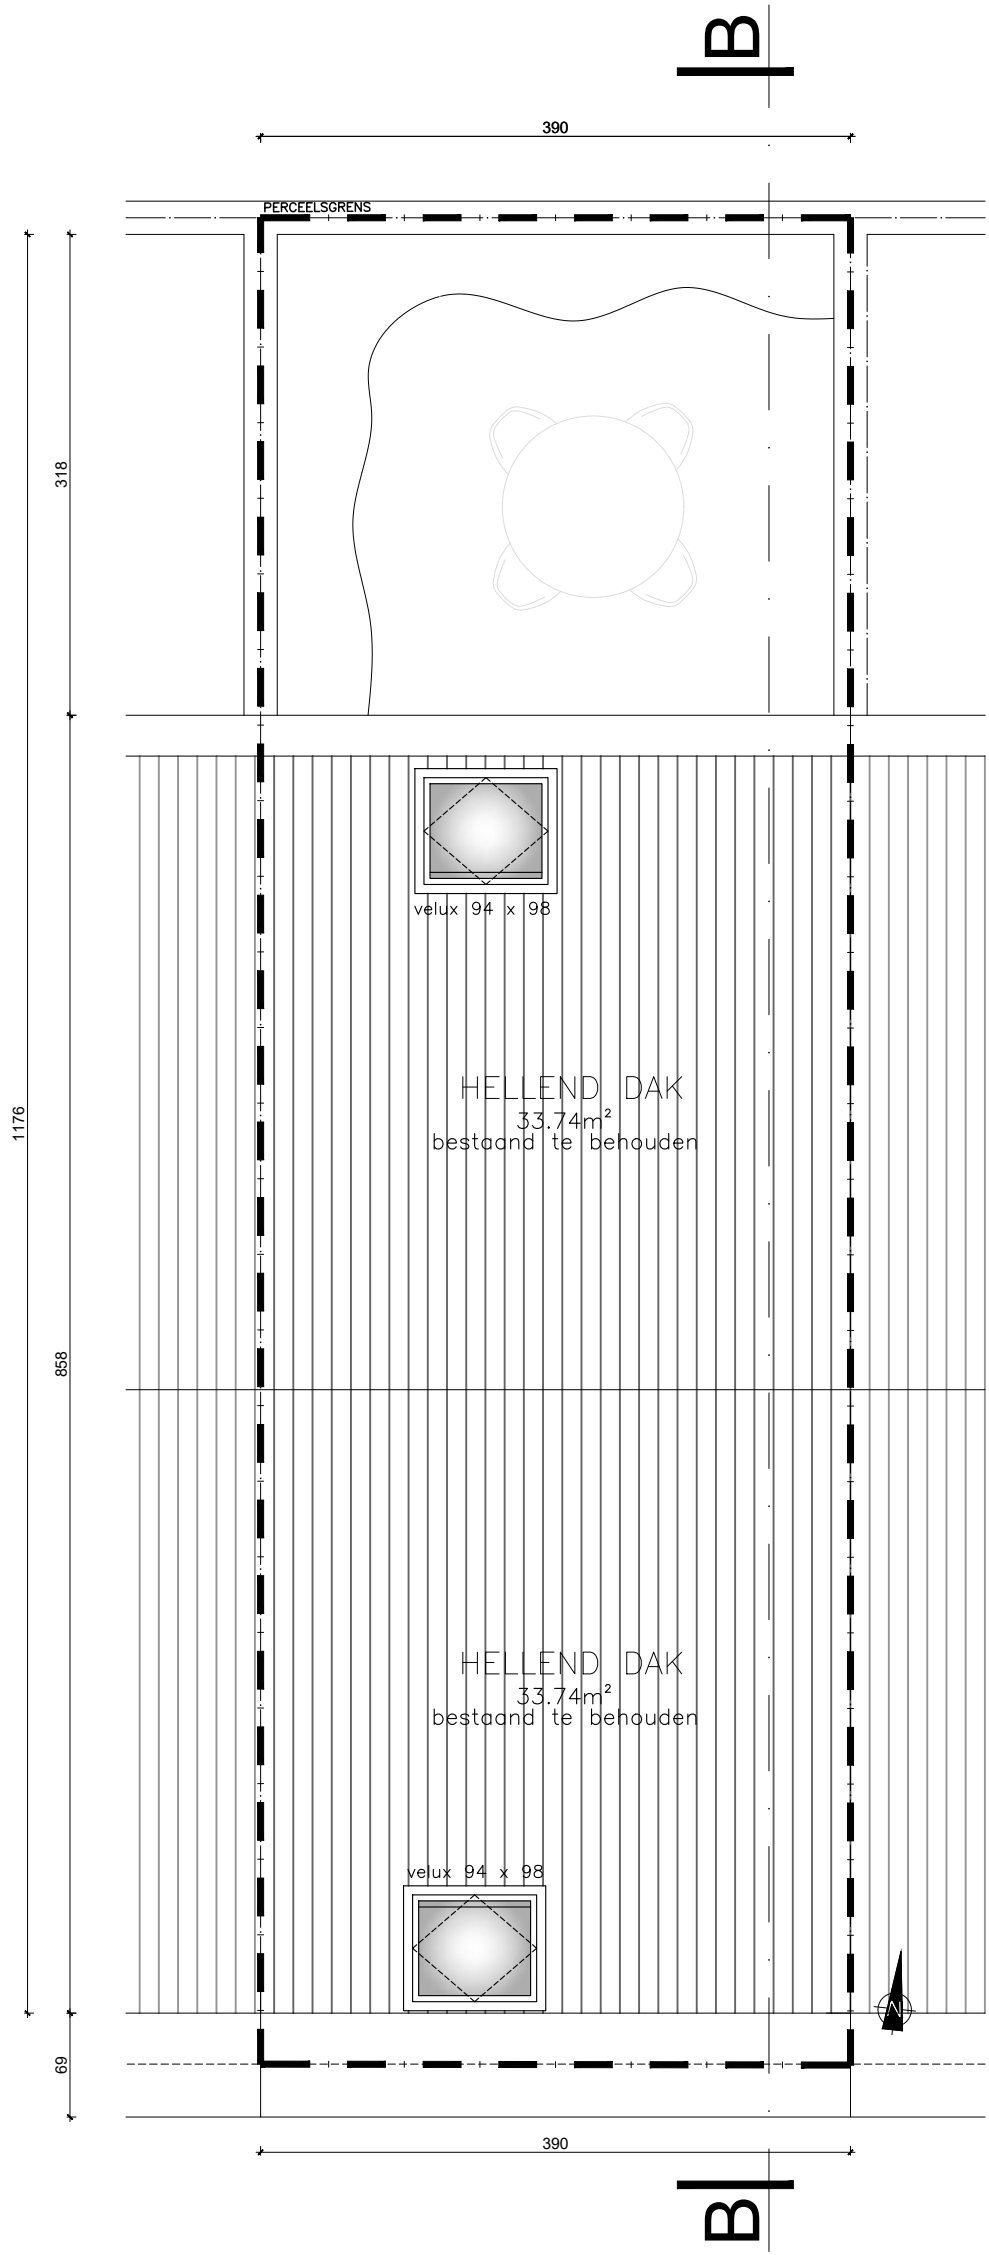 B
390
PERCEELSGRENS
318
velux 94 x 98
HELLEND DAK
33.74m²
bestaand te behouden
1176
858
HELLEND DAK
33.74m²
bestaand te behouden
velux 94 x 98
N
69
390
B